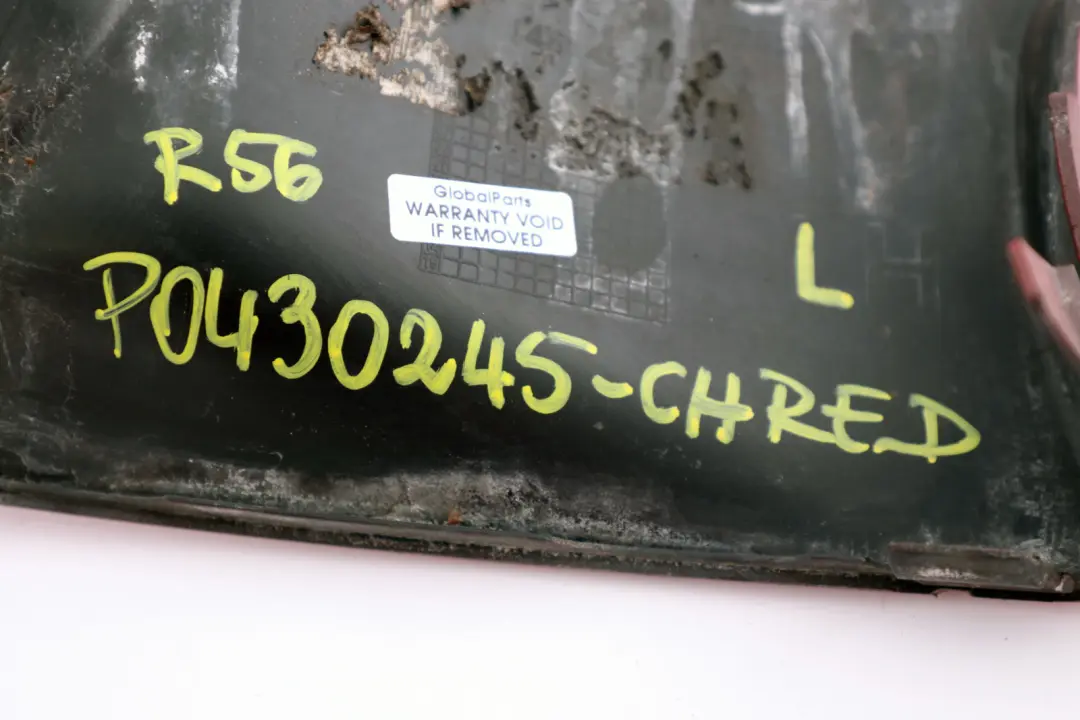 R56
GlobalParts
WARRANTY VOID
IF REMOVED
L
P0430245-CHRED